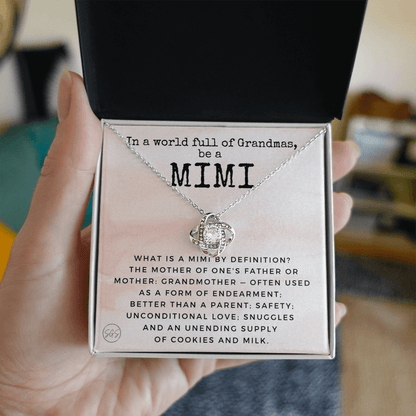 In a world full of Grandmas,
be a
MIMI
WHAT IS A MIMI BY DEFINITION?
THE MOTHER OF ONE'S FATHER OR
MOTHER; GRANDMOTHER – OFTEN USED
AS A FORM OF ENDEARMENT;
BETTER THAN A PARENT; SAFETY;
UNCONDITIONAL LOVE; SNUGGLES
AND AN UNENDING SUPPLY
OF COOKIES AND MILK.